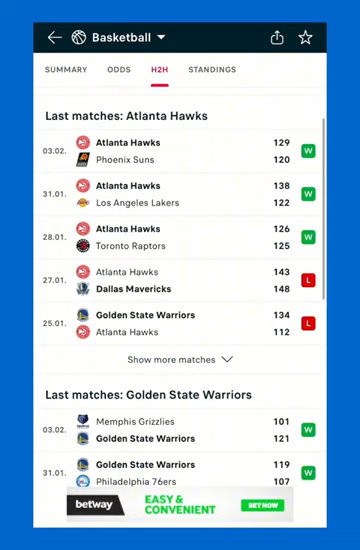 Basketball
SUMMARY ODDS H2H STANDINGS
Last matches: Atlanta Hawks
03.02. Atlanta Hawks 129 W
Phoenix Suns 120
31.01. Atlanta Hawks 138 W
Los Angeles Lakers 122
28.01. Atlanta Hawks 126 W
Toronto Raptors 125
27.01. Atlanta Hawks 143 L
Dallas Mavericks 148
25.01. Golden State Warriors 134 L
Atlanta Hawks 112
Show more matches
Last matches: Golden State Warriors
03.02. Memphis Grizzlies 101 W
Golden State Warriors 121
31.01. Golden State Warriors 119 W
Philadelphia 76ers 107
betway EASY & CONVENIENT BET NOW